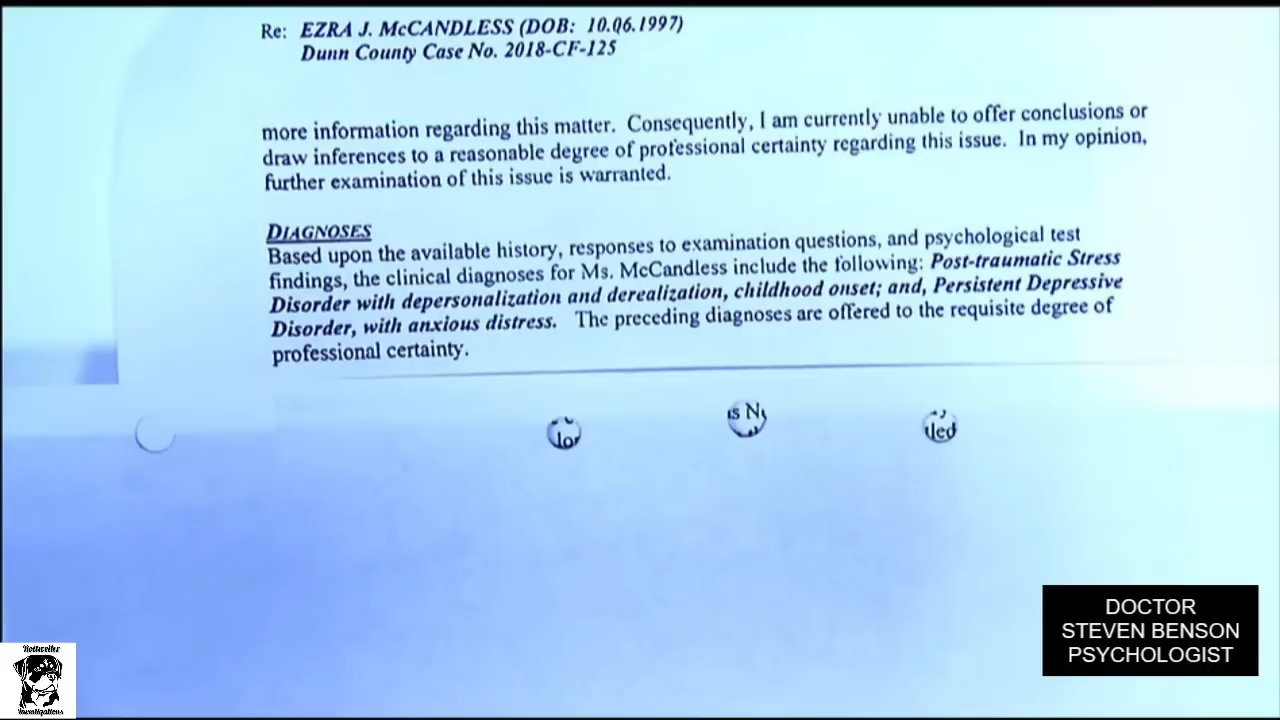 Re: EZRA J. McCANDLESS (DOB: 10.06.1997)
Dunn County Case No. 2018-CF-125
more information regarding this matter. Consequently, I am currently unable to offer conclusions or
draw inferences to a reasonable degree of professional certainty regarding this issue. In my opinion,
further examination of this issue is warranted.
DIAGNOSES
Based upon the available history, responses to examination questions, and psychological test
findings, the clinical diagnoses for Ms. McCandless include the following: Post-traumatic Stress
Disorder with depersonalization and derealization, childhood onset; and, Persistent Depressive
Disorder, with anxious distress. The preceding diagnoses are offered to the requisite degree of
professional certainty.
DOCTOR
STEVEN BENSON
PSYCHOLOGIST
Rottweiler
Investigations